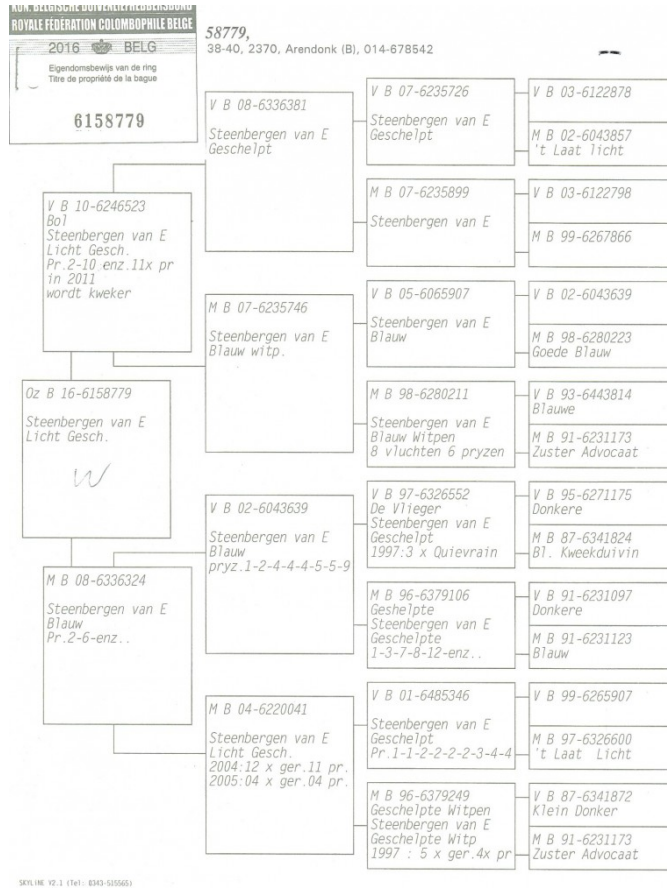 KON. BELGISCHE DUIVENLIEFHEBBERSBOND
ROYALE FÉDÉRATION COLOMBOPHILE BELGE
2016 BELG
Eigendomsbewijs van de ring
Titre de propriété de la bague
6158779
58779,
38-40, 2370, Arendonk (B), 014-678542
Oz B 16-6158779
Steenbergen van E
Licht Gesch.
W
V B 10-6246523
Bol
Steenbergen van E
Licht Gesch.
Pr.2-10 enz.11x pr
in 2011
wordt kweker
M B 08-6336324
Steenbergen van E
Blauw
Pr.2-6-enz..
V B 08-6336381
Steenbergen van E
Geschelpt
M B 07-6235746
Steenbergen van E
Blauw witp.
V B 02-6043639
Steenbergen van E
Blauw
pryz.1-2-4-4-4-5-5-9
M B 04-6220041
Steenbergen van E
Licht Gesch.
2004:12 x ger.11 pr.
2005:04 x ger.04 pr.
V B 07-6235726
Steenbergen van E
Geschelpt
M B 07-6235899
Steenbergen van E
V B 05-6065907
Steenbergen van E
Blauw
M B 98-6280211
Steenbergen van E
Blauw Witpen
8 vluchten 6 pryzen
V B 97-6326552
De Vlieger
Steenbergen van E
Geschelpt
1997:3 x Quievrain
M B 96-6379106
Geshelpte
Steenbergen van E
Geschelpte
1-3-7-8-12-enz..
V B 01-6485346
Steenbergen van E
Geschelpt
Pr.1-1-2-2-2-2-3-4-4
M B 96-6379249
Geschelpte Witpen
Steenbergen van E
Geschelpte Witp
1997 : 5 x ger.4x pr
V B 03-6122878
M B 02-6043857
't Laat licht
V B 03-6122798
M B 99-6267866
V B 02-6043639
M B 98-6280223
Goede Blauw
V B 93-6443814
Blauwe
M B 91-6231173
Zuster Advocaat
V B 95-6271175
Donkere
M B 87-6341824
Bl. Kweekduivin
V B 91-6231097
Donkere
M B 91-6231123
Blauw
V B 99-6265907
M B 97-6326600
't Laat Licht
V B 87-6341872
Klein Donker
M B 91-6231173
Zuster Advocaat
SKYLINE V2.1 (Tel: 0343-515565)